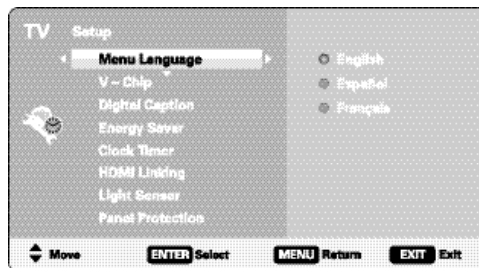 TV Setup
Menu Language
V – Chip
Digital Caption
Energy Saver
Clock Timer
HDMI Linking
Light Sensor
Panel Protection
English
Español
Français
Move ENTER Select MENU Return EXIT Exit